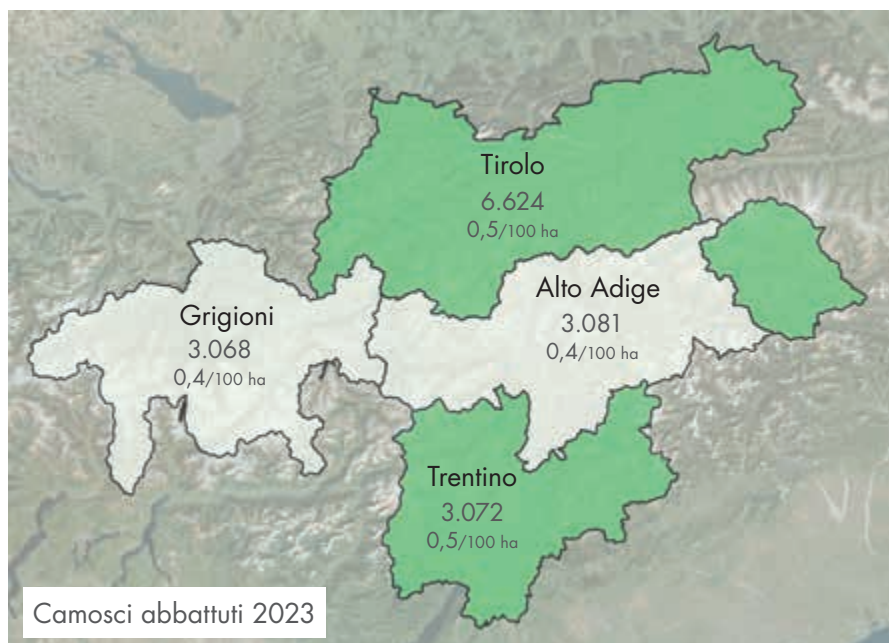 Tirolo
6.624
0,5/100 ha
Alto Adige
3.081
0,4/100 ha
Grigioni
3.068
0,4/100 ha
Trentino
3.072
0,5/100 ha
Camosci abbattuti 2023